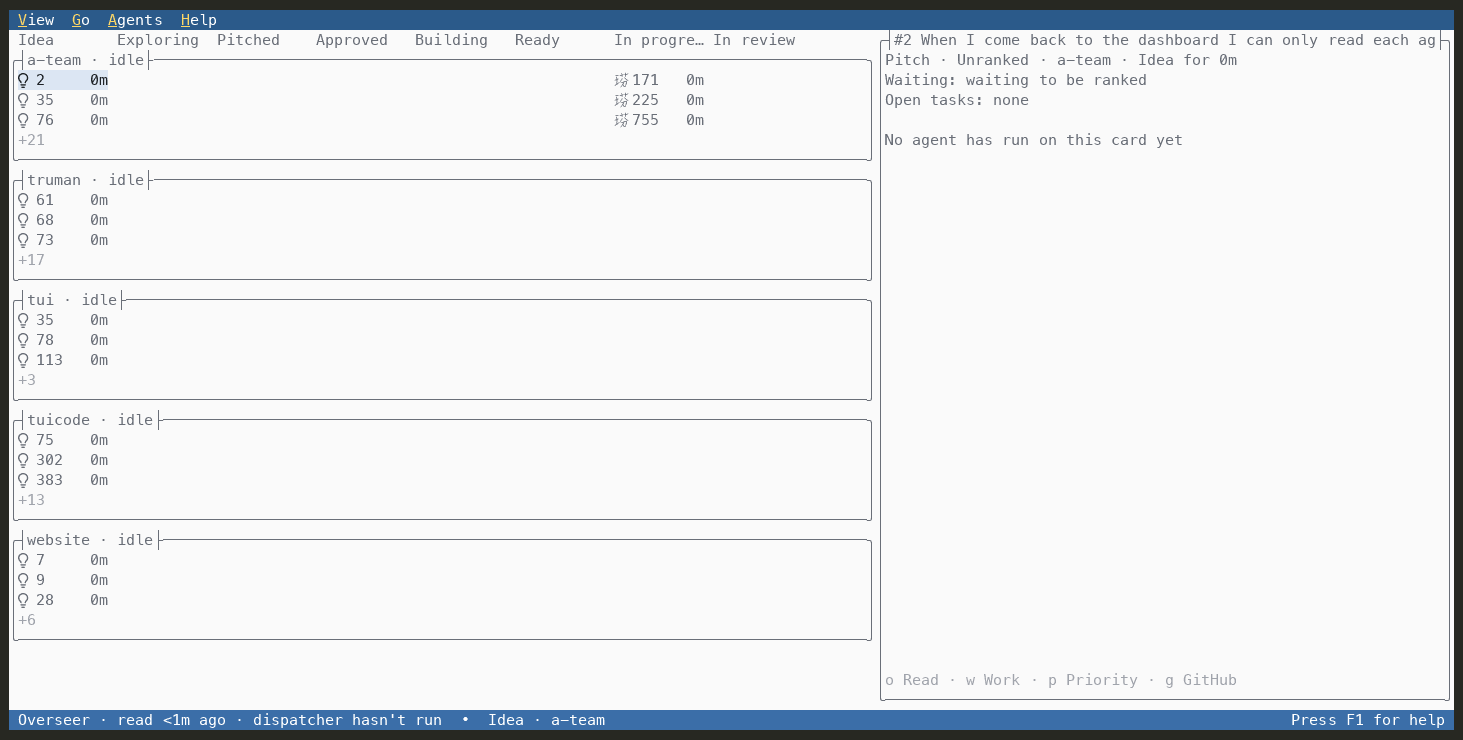 View Go Agents Help
Idea Exploring Pitched Approved Building Ready In progre… In review
a-team · idle
2 0m 171 0m
35 0m 225 0m
76 0m 755 0m
+21
truman · idle
61 0m
68 0m
73 0m
+17
tui · idle
35 0m
78 0m
113 0m
+3
tuicode · idle
75 0m
302 0m
383 0m
+13
website · idle
7 0m
9 0m
28 0m
+6
#2 When I come back to the dashboard I can only read each ag
Pitch · Unranked · a-team · Idea for 0m
Waiting: waiting to be ranked
Open tasks: none
No agent has run on this card yet
o Read · w Work · p Priority · g GitHub
Overseer · read <1m ago · dispatcher hasn't run • Idea · a-team
Press F1 for help